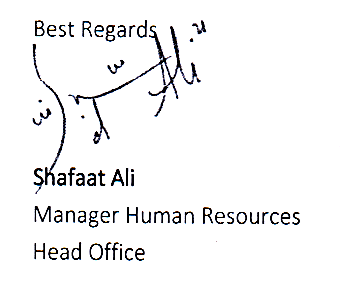 Best Regards
Shafaat Ali
Manager Human Resources
Head Office